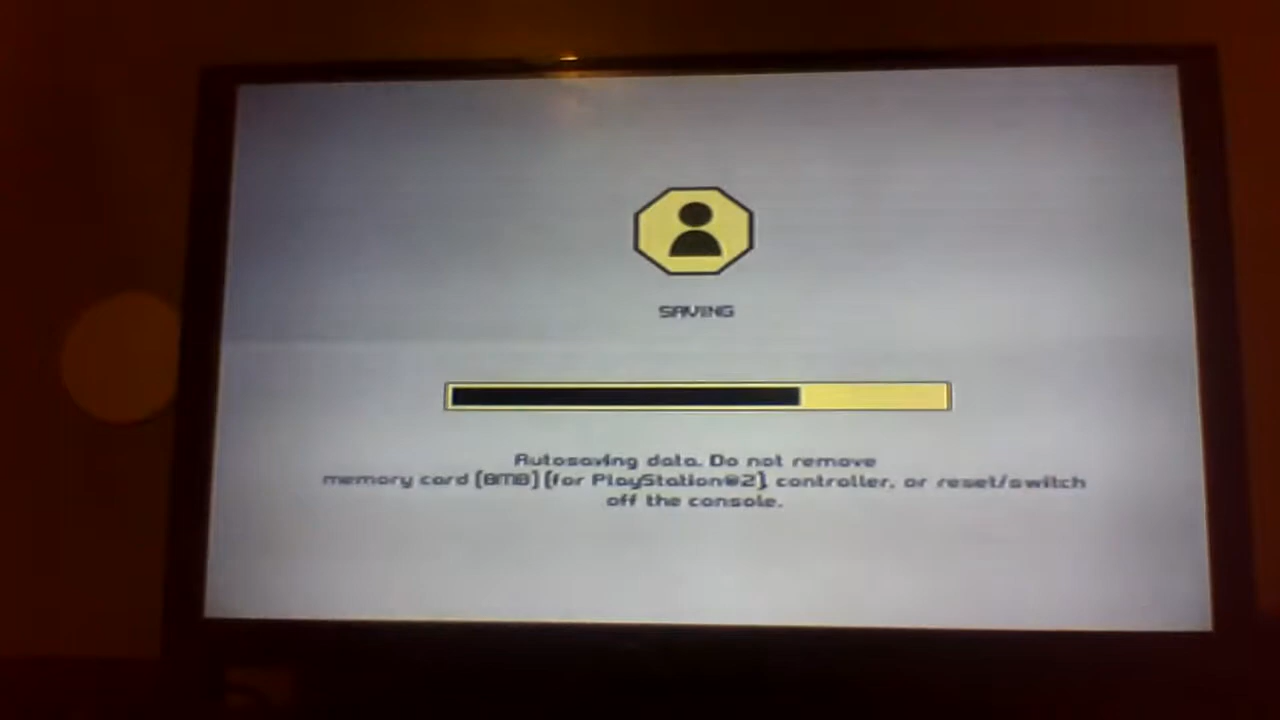 SAVING
Autosaving data. Do not remove
memory card (8MB) (for PlayStation®2), controller, or reset/switch
off the console.